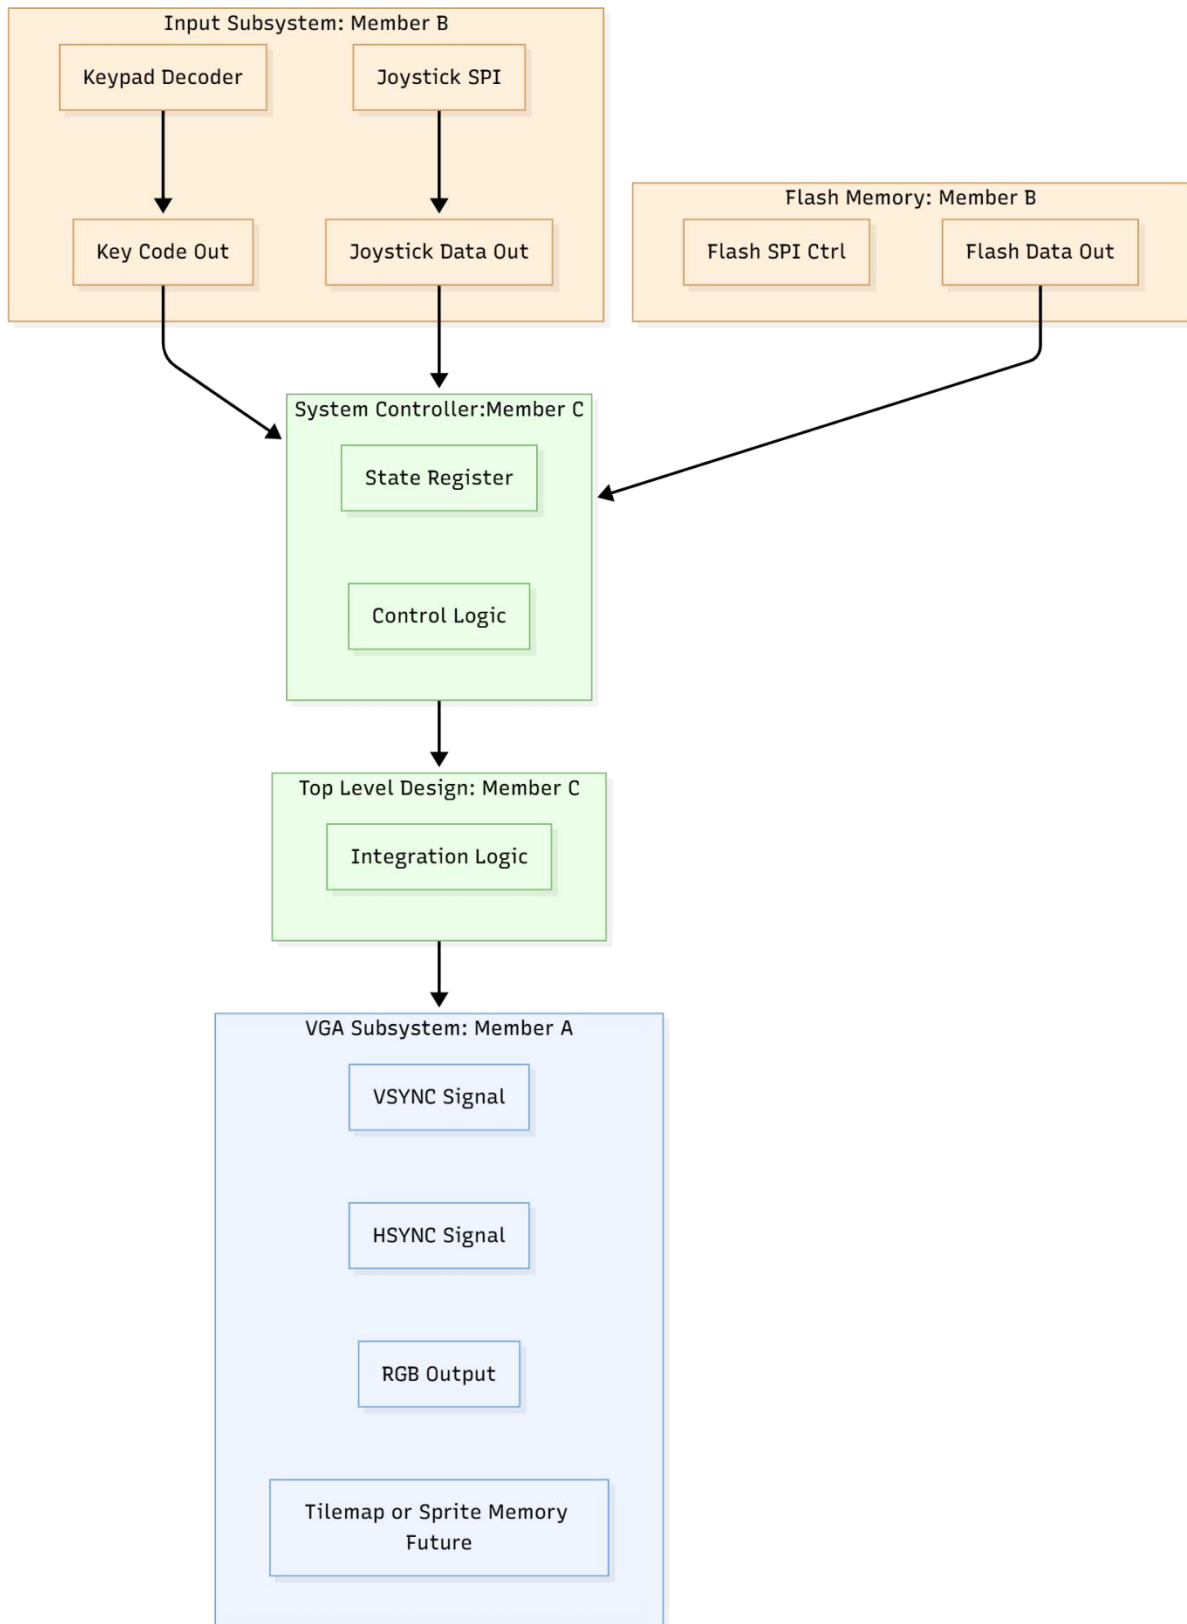 Input Subsystem: Member B
Keypad Decoder
Joystick SPI
Key Code Out
Joystick Data Out
Flash Memory: Member B
Flash SPI Ctrl
Flash Data Out
System Controller:Member C
State Register
Control Logic
Top Level Design: Member C
Integration Logic
VGA Subsystem: Member A
VSYNC Signal
HSYNC Signal
RGB Output
Tilemap or Sprite Memory
Future